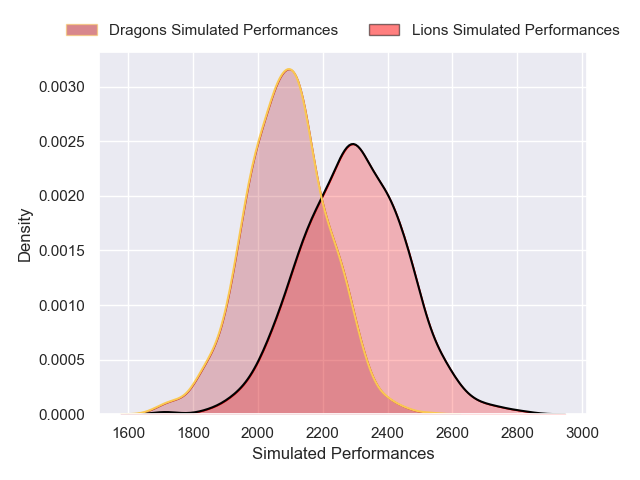 Dragons Simulated Performances
Lions Simulated Performances
Density
0.0030
0.0025
0.0020
0.0015
0.0010
0.0005
0.0000
1600 1800 2000 2200 2400 2600 2800 3000
Simulated Performances